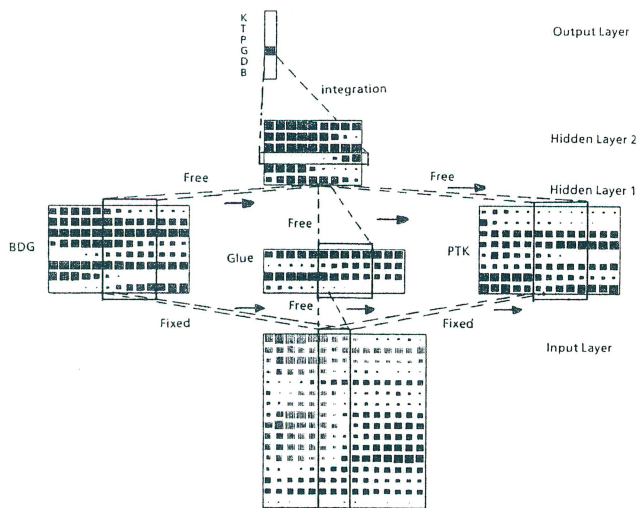 K
T
P
G
D
B
Output Layer
integration
Hidden Layer 2
Free
Free
Hidden Layer 1
BDG
Free
Glue
PTK
Free
Fixed
Fixed
Input Layer